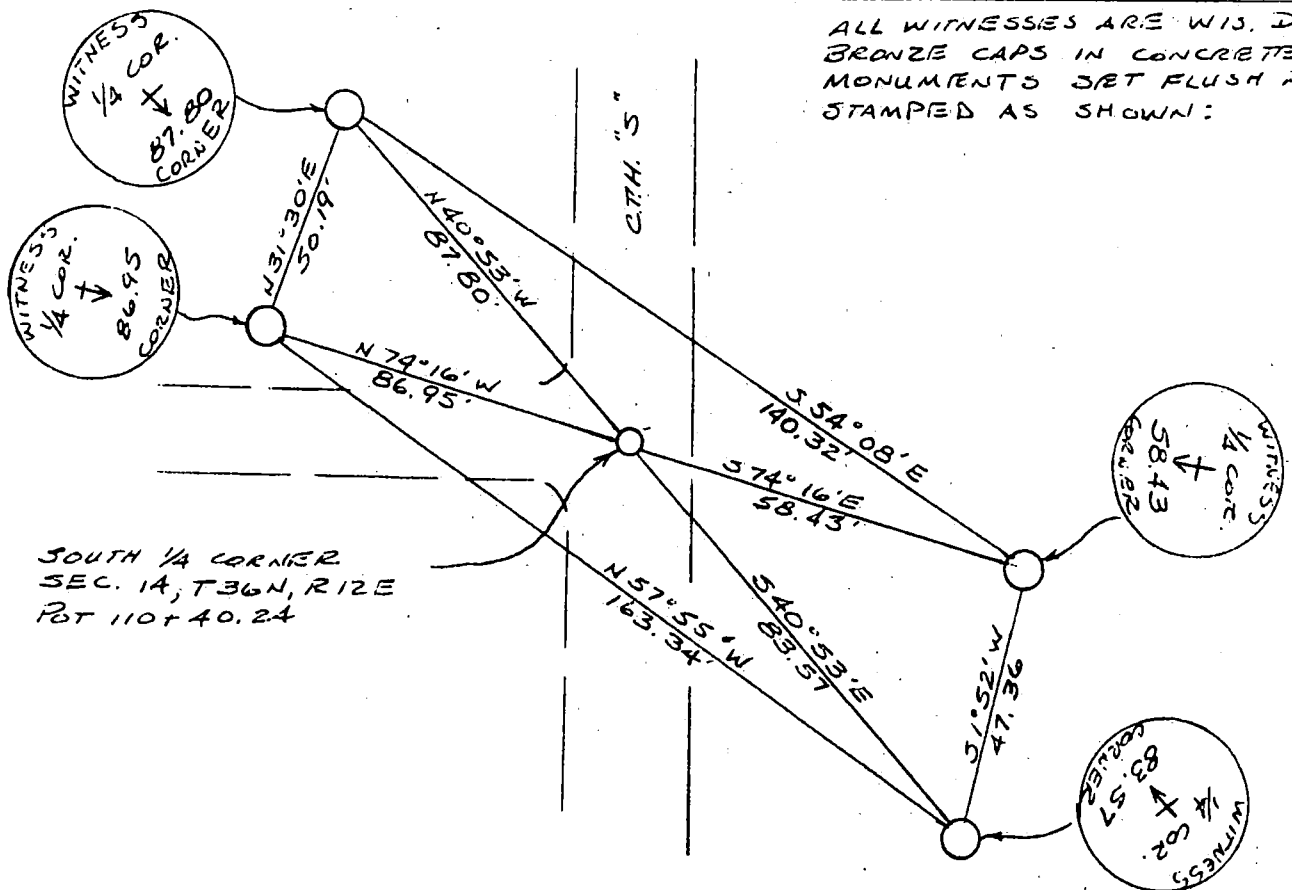 ALL WITNESSES ARE WIS. D
BRONZE CAPS IN CONCRETE
MONUMENTS SET FLUSH
STAMPED AS SHOWN:
WITNESS
1/4 COR.
87.80
CORNER
C.T.H. "S"
N31°30'E
50.19'
N40°53'W
87.80'
WITNESS
1/4 COR.
86.95
CORNER
N 74°16' W
86.95'
S 54°08'E
140.32'
WITNESS
1/4 COR.
58.43
CORNER
S74°16'E
58.43'
SOUTH 1/4 CORNER
SEC. 14, T36N, R12E
POT 110+40.24
N57°55'W
163.34'
S40°53'E
83.57
S1°52'W
47.36
WITNESS
1/4 COR.
83.57
CORNER